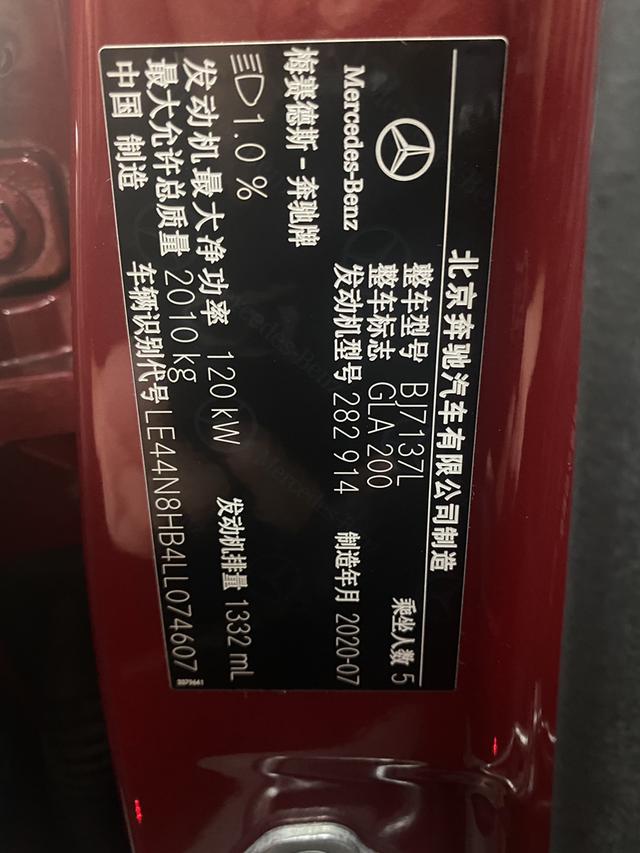 北京奔驰汽车有限公司制造
Mercedes-Benz
整车型号 BJ7137L
整车标志 GLA 200 乘坐人数 5
梅赛德斯-奔驰牌 发动机型号 282 914 制造年月 2020-07
1.0 %
发动机最大净功率 120 kW 发动机排量 1332 mL
最大允许总质量 2010 kg
中国 制造 车辆识别代号 LE44N8HB4LL074607